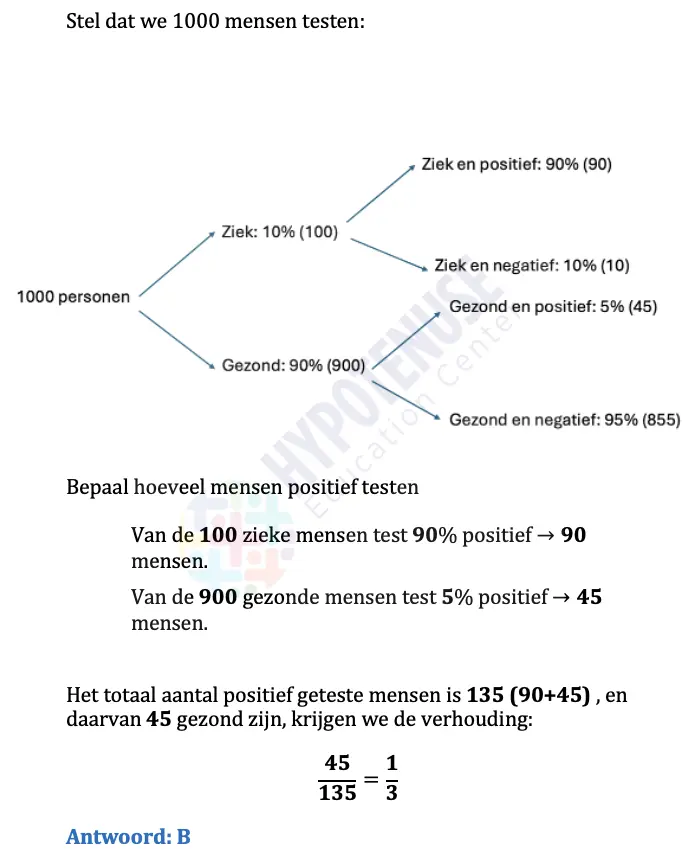 Stel dat we 1000 mensen testen:
Ziek en positief: 90% (90)
Ziek: 10% (100)
Ziek en negatief: 10% (10)
1000 personen
Gezond en positief: 5% (45)
Gezond: 90% (900)
Gezond en negatief: 95% (855)
HYPOTENUSE
Education Center
Bepaal hoeveel mensen positief testen
Van de 100 zieke mensen test 90% positief → 90
mensen.
Van de 900 gezonde mensen test 5% positief → 45
mensen.
Het totaal aantal positief geteste mensen is 135 (90+45) , en
daarvan 45 gezond zijn, krijgen we de verhouding:
45/135 = 1/3
Antwoord: B